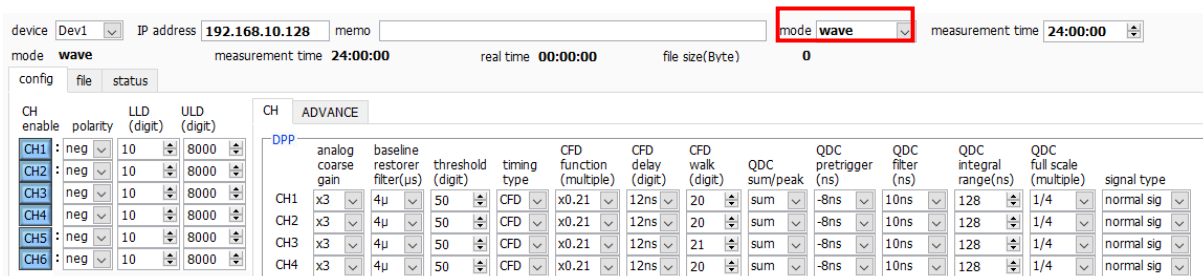 device Dev1 IP address 192.168.10.128 memo mode wave measurement time 24:00:00
mode wave measurement time 24:00:00 real time 00:00:00 file size(Byte) 0
config file status
CH enable polarity LLD (digit) ULD (digit)
CH1 : neg 10 8000
CH2 : neg 10 8000
CH3 : neg 10 8000
CH4 : neg 10 8000
CH5 : neg 10 8000
CH6 : neg 10 8000
CH ADVANCE
DPP
analog coarse gain baseline restorer filter(μs) threshold (digit) timing type CFD function (multiple) CFD delay (digit) CFD walk (digit) QDC sum/peak QDC pretrigger (ns) QDC filter (ns) QDC integral range(ns) QDC full scale (multiple) signal type
CH1 x3 4μ 50 CFD x0.21 12ns 20 sum -8ns 10ns 128 1/4 normal sig
CH2 x3 4μ 50 CFD x0.21 12ns 20 sum -8ns 10ns 128 1/4 normal sig
CH3 x3 4μ 50 CFD x0.21 12ns 21 sum -8ns 10ns 128 1/4 normal sig
CH4 x3 4μ 50 CFD x0.21 12ns 20 sum -8ns 10ns 128 1/4 normal sig